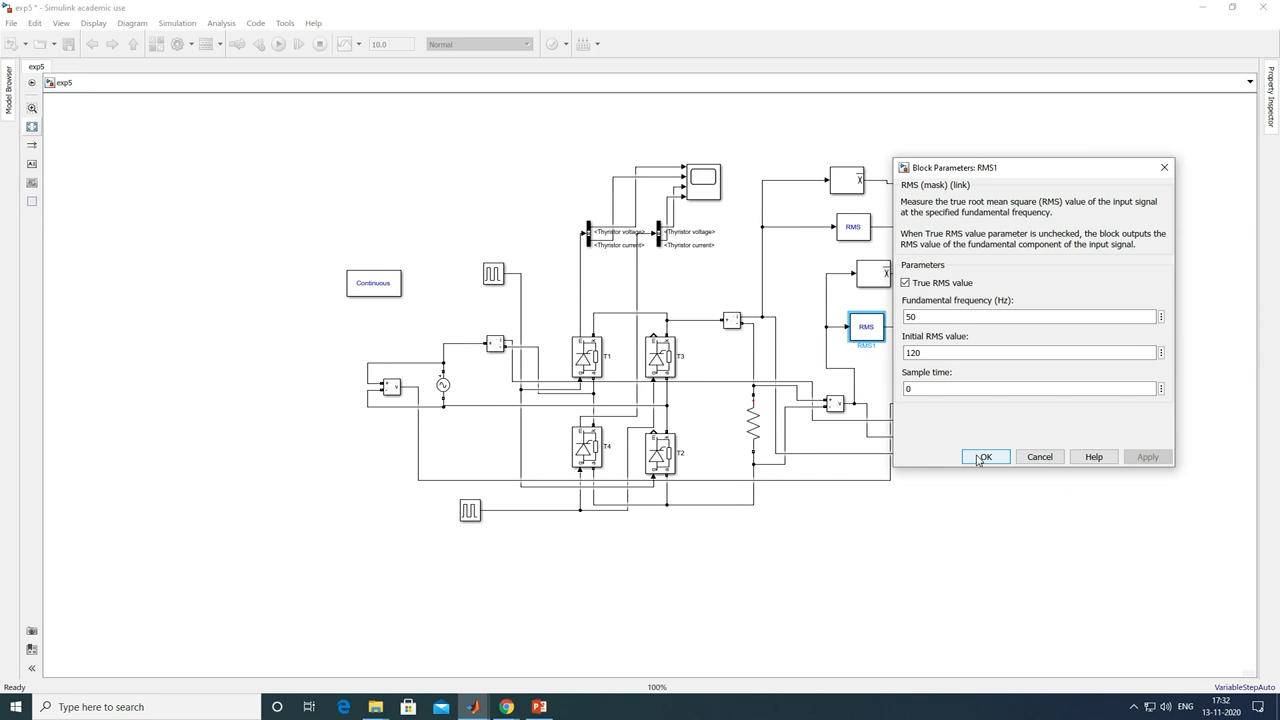 exp5 * - Simulink academic use
File Edit View Display Diagram Simulation Analysis Code Tools Help
10.0
Normal
exp5
exp5
Model Browser
Property Inspector
Block Parameters: RMS1
RMS (mask) (link)
Measure the true root mean square (RMS) value of the input signal
at the specified fundamental frequency.
When True RMS value parameter is unchecked, the block outputs the
RMS value of the fundamental component of the input signal.
Parameters
True RMS value
Fundamental frequency (Hz):
50
Initial RMS value:
120
Sample time:
0
OK Cancel Help Apply
X
RMS
<Thyristor voltage>
<Thyristor current>
<Thyristor voltage>
<Thyristor current>
Continuous
X
RMS
RMS1
T1
T3
v
v
T4
T2
Ready
100%
VariableStepAuto
Type here to search
ENG
17:32
13-11-2020